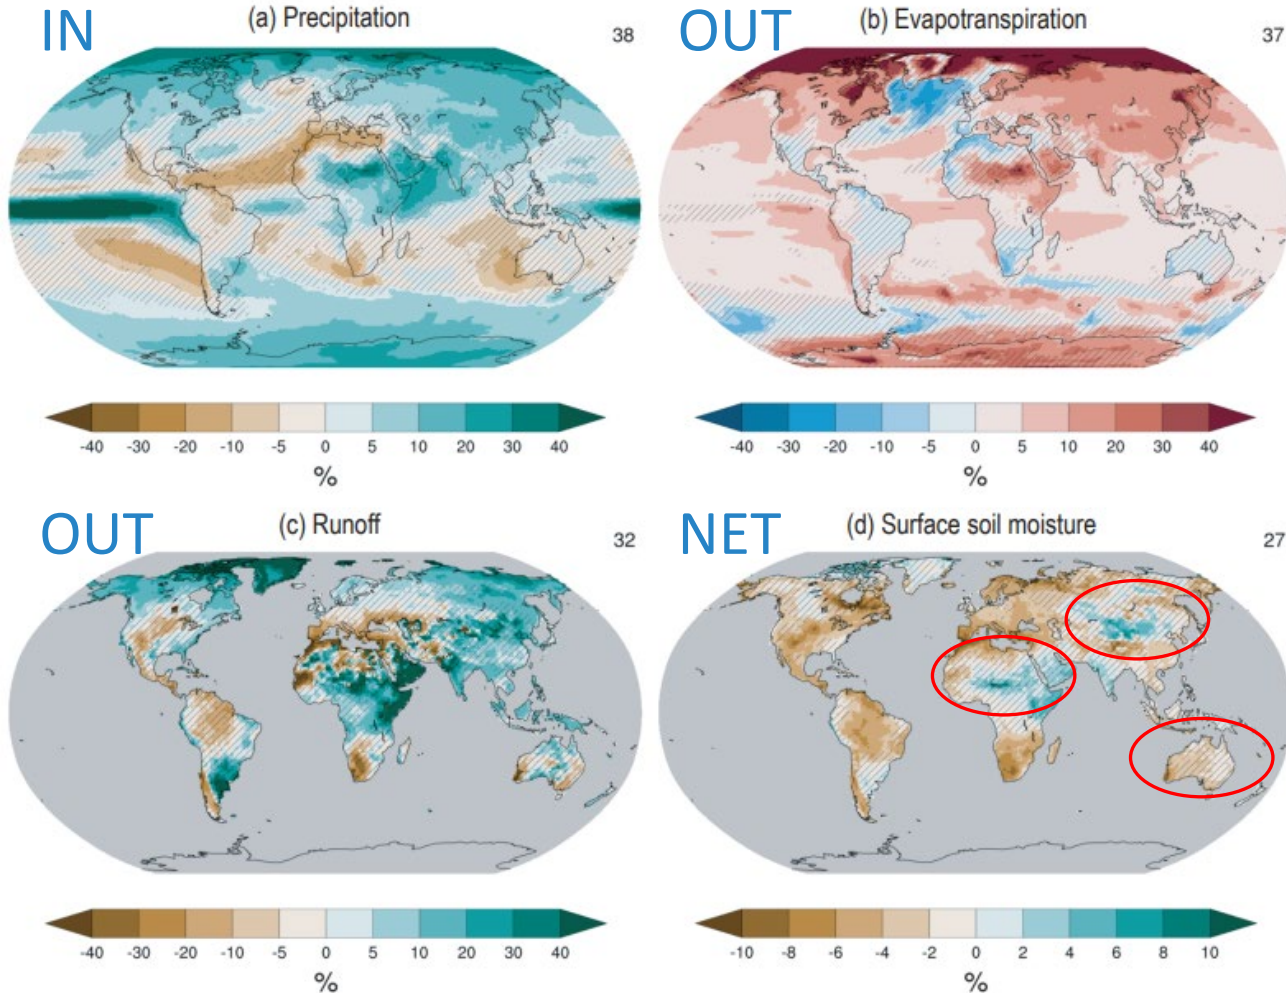 IN
(a) Precipitation
38
OUT
(b) Evapotranspiration
37
-40 -30 -20 -10 -5 0 5 10 20 30 40
%
-40 -30 -20 -10 -5 0 5 10 20 30 40
%
OUT
(c) Runoff
32
NET
(d) Surface soil moisture
27
-40 -30 -20 -10 -5 0 5 10 20 30 40
%
-10 -8 -6 -4 -2 0 2 4 6 8 10
%